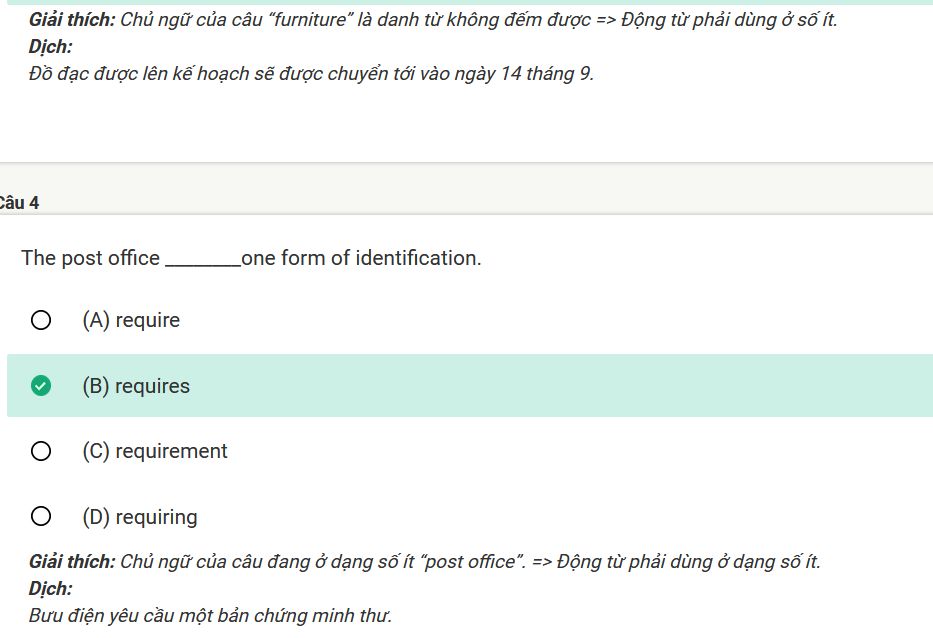 Giải thích: Chủ ngữ của câu “furniture” là danh từ không đếm được => Động từ phải dùng ở số ít.
Dịch:
Đồ đạc được lên kế hoạch sẽ được chuyển tới vào ngày 14 tháng 9.
Câu 4
The post office ________one form of identification.
(A) require
(B) requires
(C) requirement
(D) requiring
Giải thích: Chủ ngữ của câu đang ở dạng số ít “post office”. => Động từ phải dùng ở dạng số ít.
Dịch:
Bưu điện yêu cầu một bản chứng minh thư.